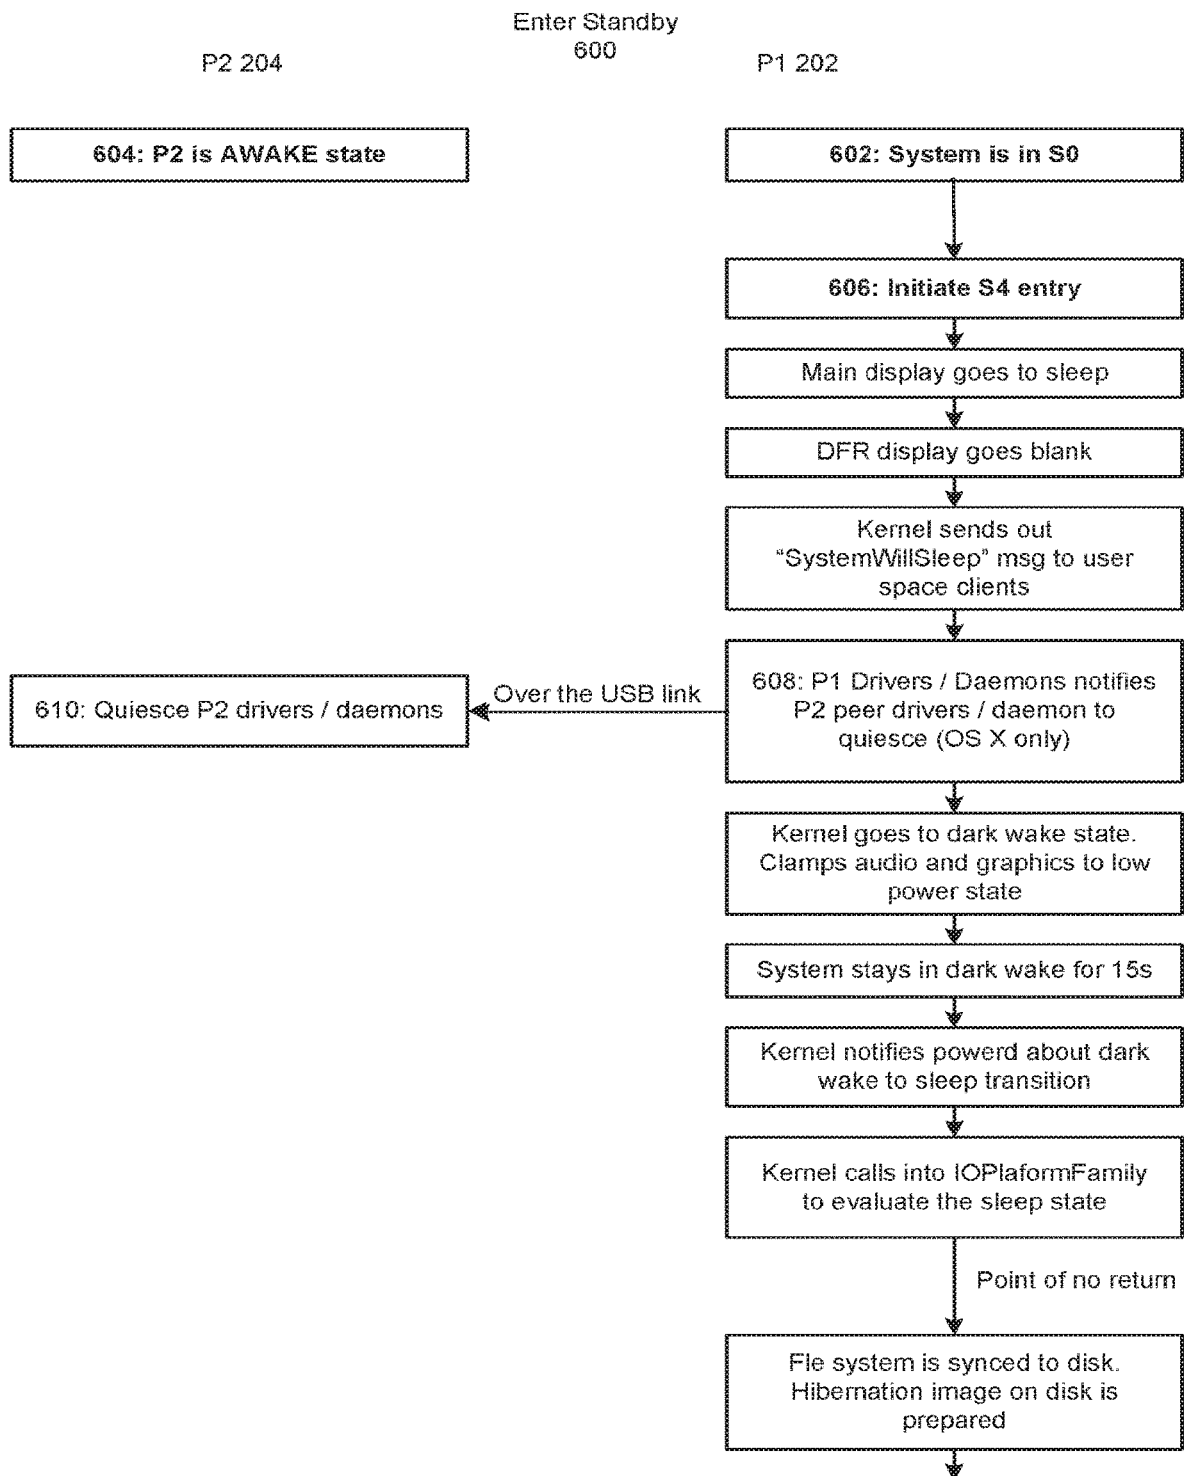 Enter Standby
600
P2 204
P1 202
604: P2 is AWAKE state
602: System is in S0
606: Initiate S4 entry
Main display goes to sleep
DFR display goes blank
Kernel sends out
“SystemWillSleep” msg to user
space clients
610: Quiesce P2 drivers / daemons
Over the USB link
608: P1 Drivers / Daemons notifies
P2 peer drivers / daemon to
quiesce (OS X only)
Kernel goes to dark wake state.
Clamps audio and graphics to low
power state
System stays in dark wake for 15s
Kernel notifies powerd about dark
wake to sleep transition
Kernel calls into IOPlaformFamily
to evaluate the sleep state
Point of no return
Fle system is synced to disk.
Hibernation image on disk is
prepared